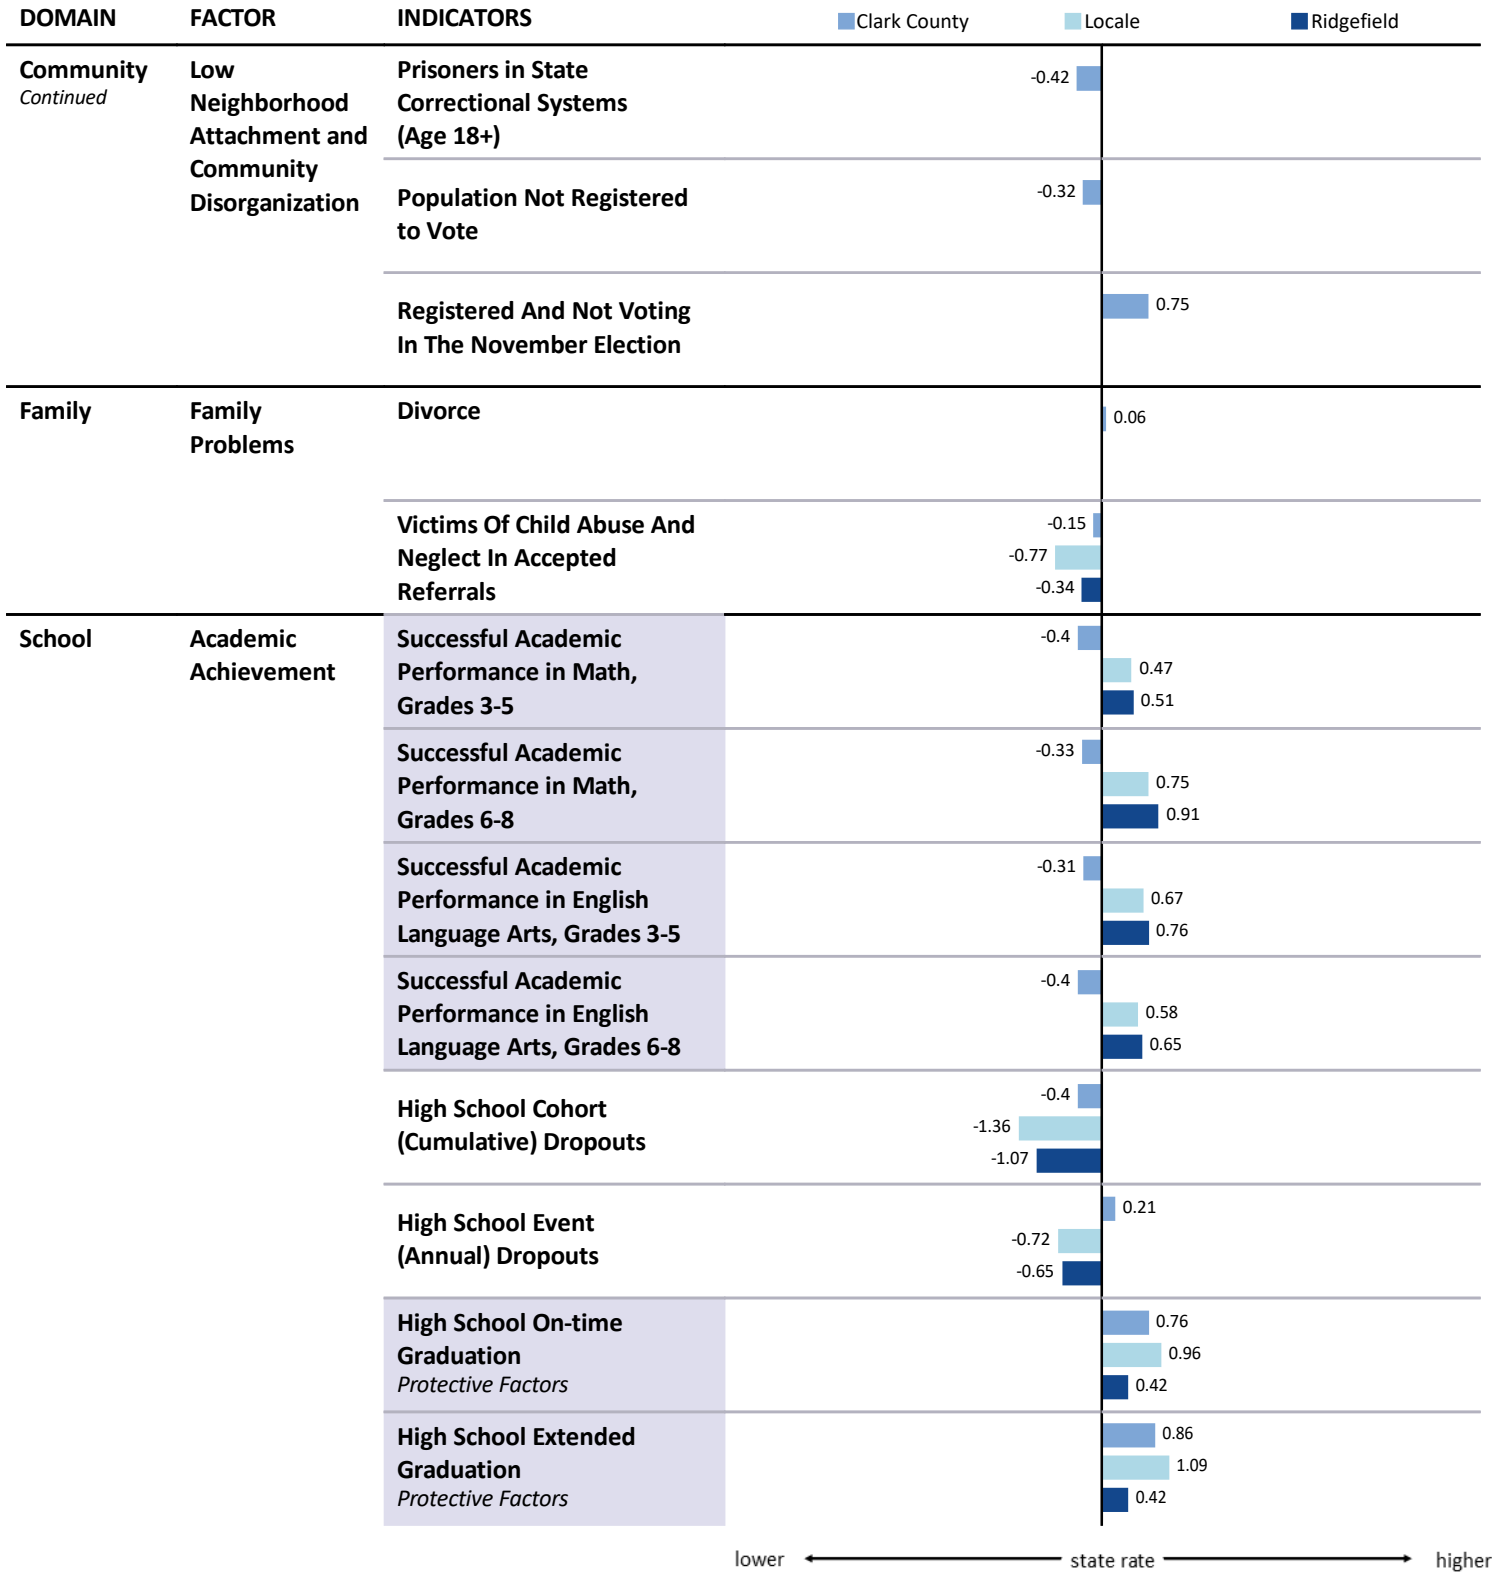 DOMAIN FACTOR INDICATORS Clark County Locale Ridgefield
Community
Continued
Low
Neighborhood
Attachment and
Community
Disorganization
Prisoners in State
Correctional Systems
(Age 18+)
-0.42
Population Not Registered
to Vote
-0.32
Registered And Not Voting
In The November Election
0.75
Family
Family
Problems
Divorce
0.06
Victims Of Child Abuse And
Neglect In Accepted
Referrals
-0.15
-0.77
-0.34
School
Academic
Achievement
Successful Academic
Performance in Math,
Grades 3-5
-0.4
0.47
0.51
Successful Academic
Performance in Math,
Grades 6-8
-0.33
0.75
0.91
Successful Academic
Performance in English
Language Arts, Grades 3-5
-0.31
0.67
0.76
Successful Academic
Performance in English
Language Arts, Grades 6-8
-0.4
0.58
0.65
High School Cohort
(Cumulative) Dropouts
-0.4
-1.36
-1.07
High School Event
(Annual) Dropouts
0.21
-0.72
-0.65
High School On-time
Graduation
Protective Factors
0.76
0.96
0.42
High School Extended
Graduation
Protective Factors
0.86
1.09
0.42
lower state rate higher